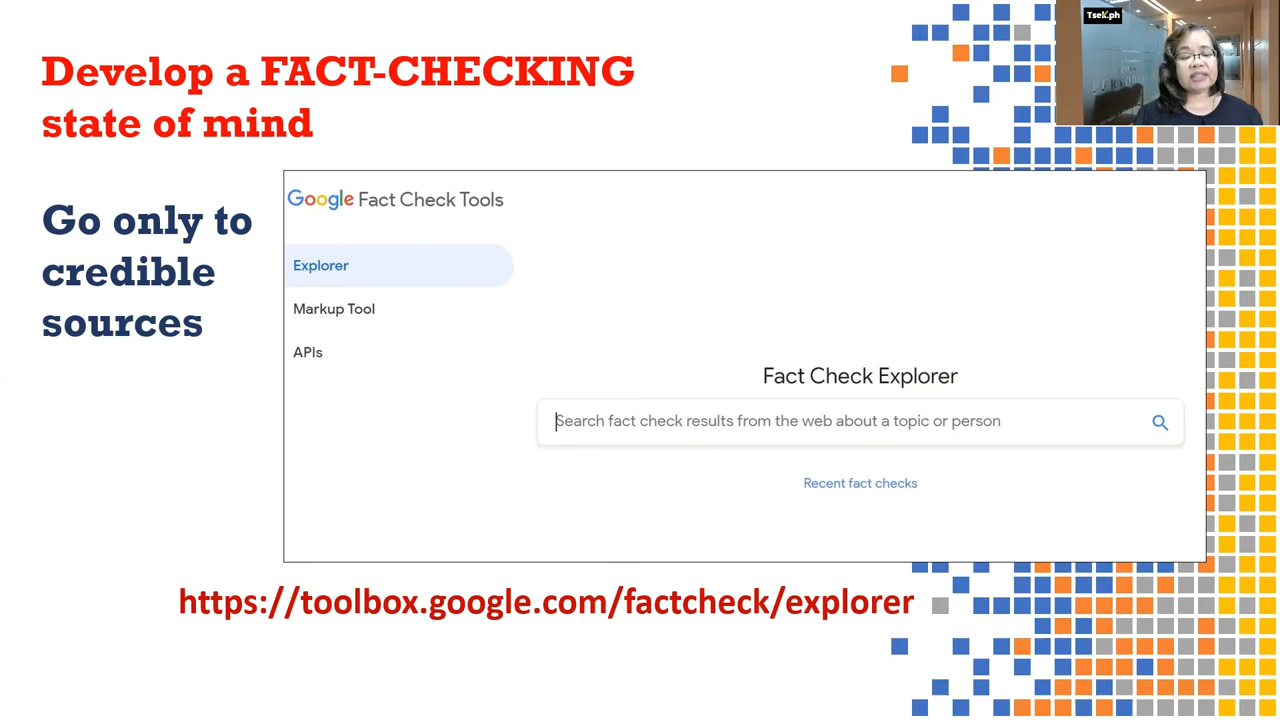 Develop a FACT-CHECKING
state of mind
Tsek.ph
Go only to
credible
sources
Google Fact Check Tools
Explorer
Markup Tool
APIs
Fact Check Explorer
Search fact check results from the web about a topic or person
Recent fact checks
https://toolbox.google.com/factcheck/explorer